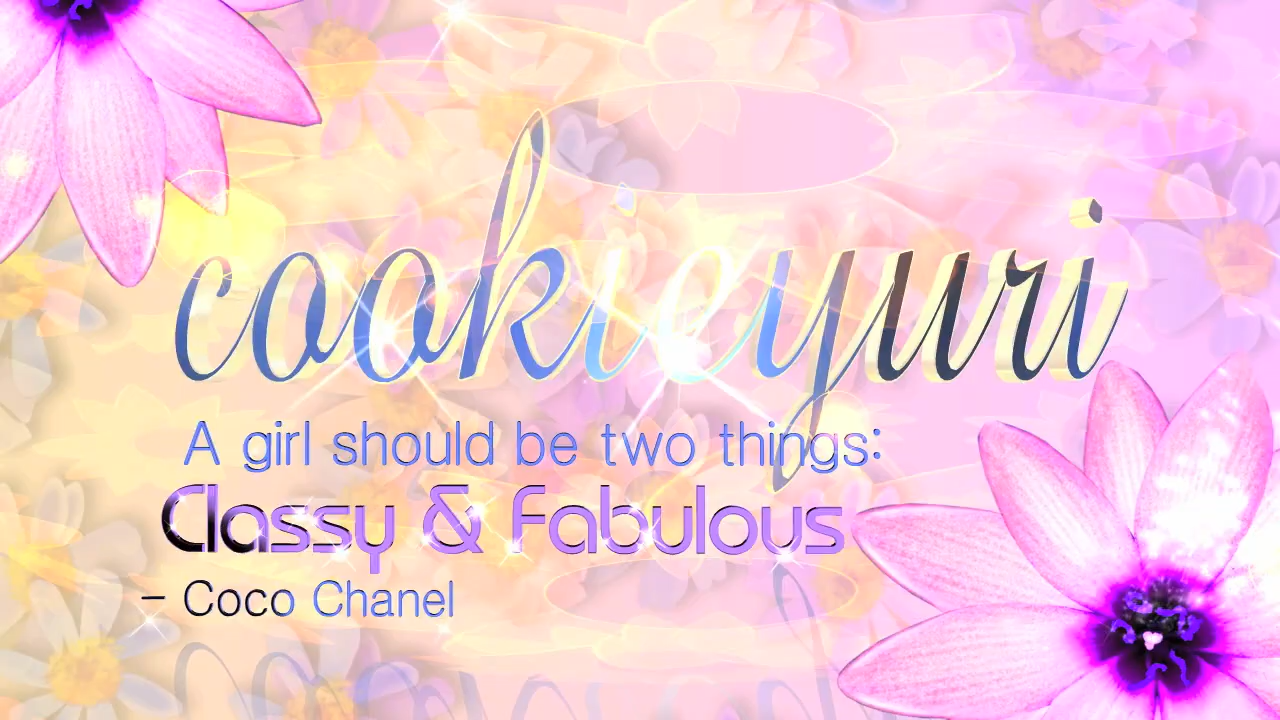 cookieyuri
A girl should be two things:
Classy & Fabulous
– Coco Chanel